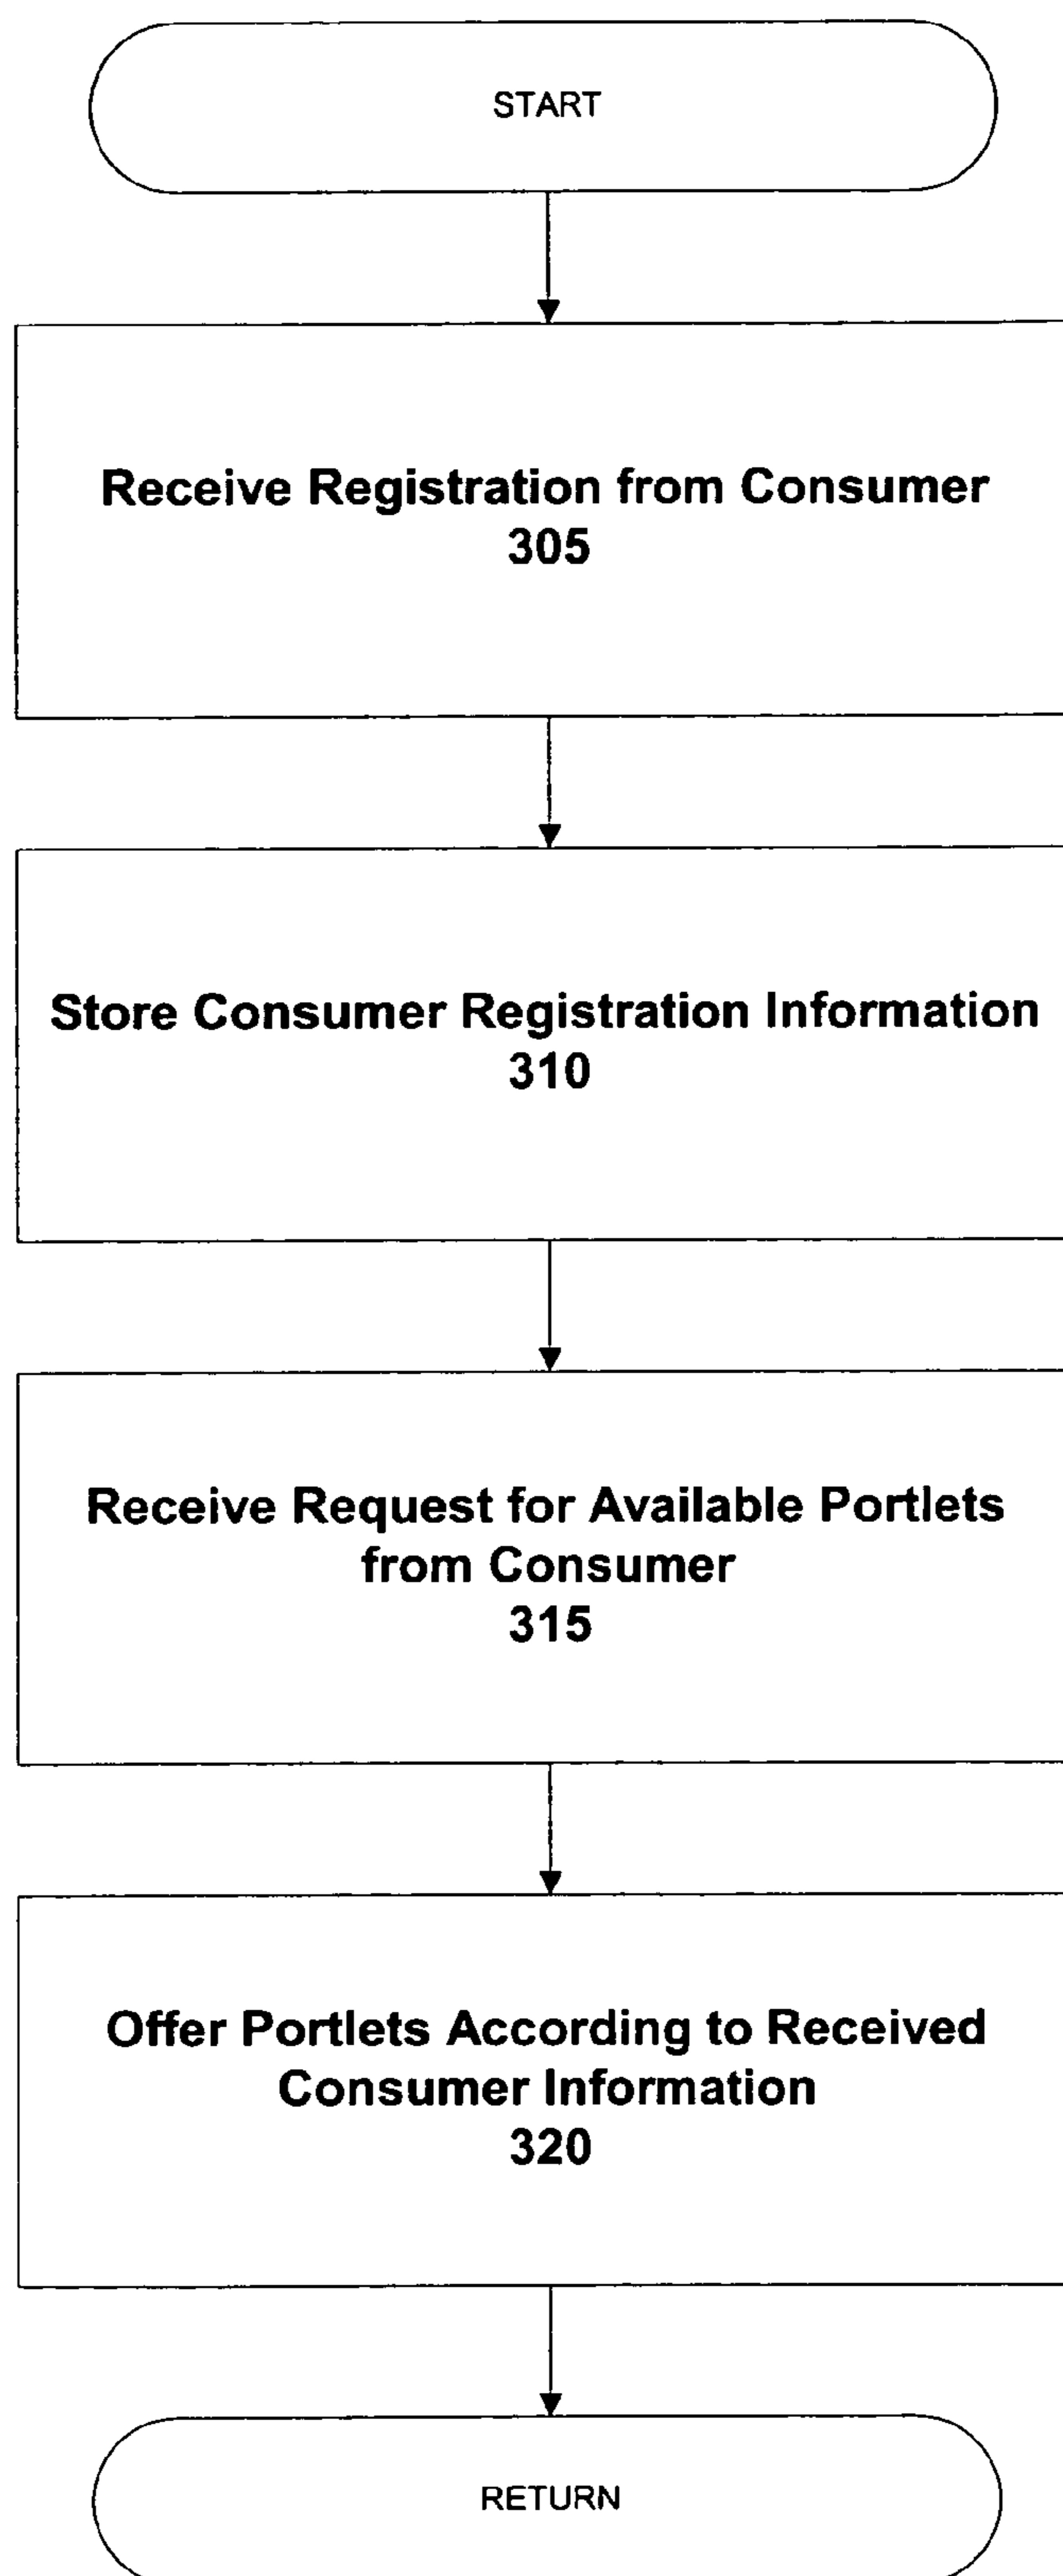 START
Receive Registration from Consumer
305
Store Consumer Registration Information
310
Receive Request for Available Portlets
from Consumer
315
Offer Portlets According to Received
Consumer Information
320
RETURN